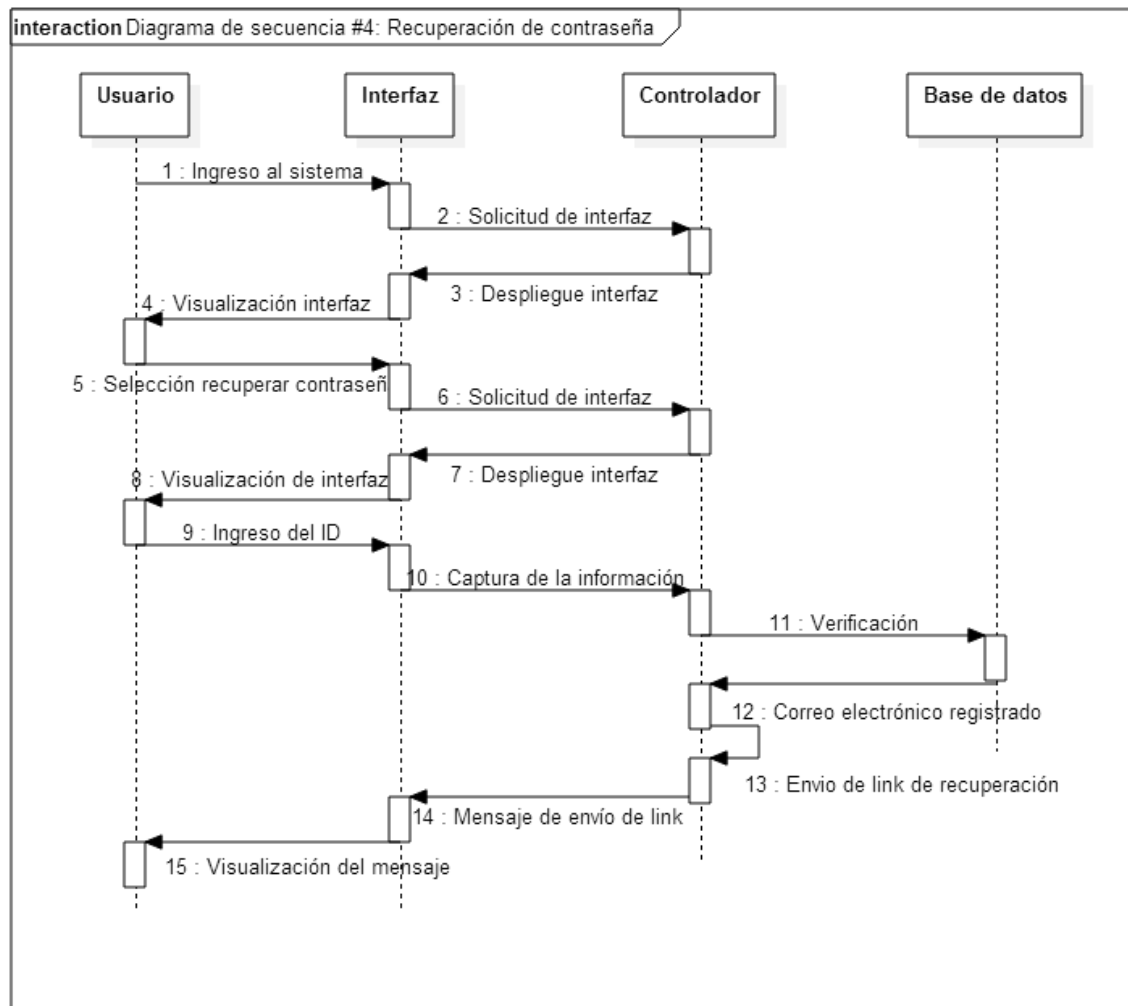 interaction Diagrama de secuencia #4: Recuperación de contraseña
Usuario
Interfaz
Controlador
Base de datos
1 : Ingreso al sistema
2 : Solicitud de interfaz
3 : Despliegue interfaz
4 : Visualización interfaz
5 : Selección recuperar contraseñ
6 : Solicitud de interfaz
7 : Despliegue interfaz
8 : Visualización de interfaz
9 : Ingreso del ID
10 : Captura de la información
11 : Verificación
12 : Correo electrónico registrado
13 : Envio de link de recuperación
14 : Mensaje de envío de link
15 : Visualización del mensaje